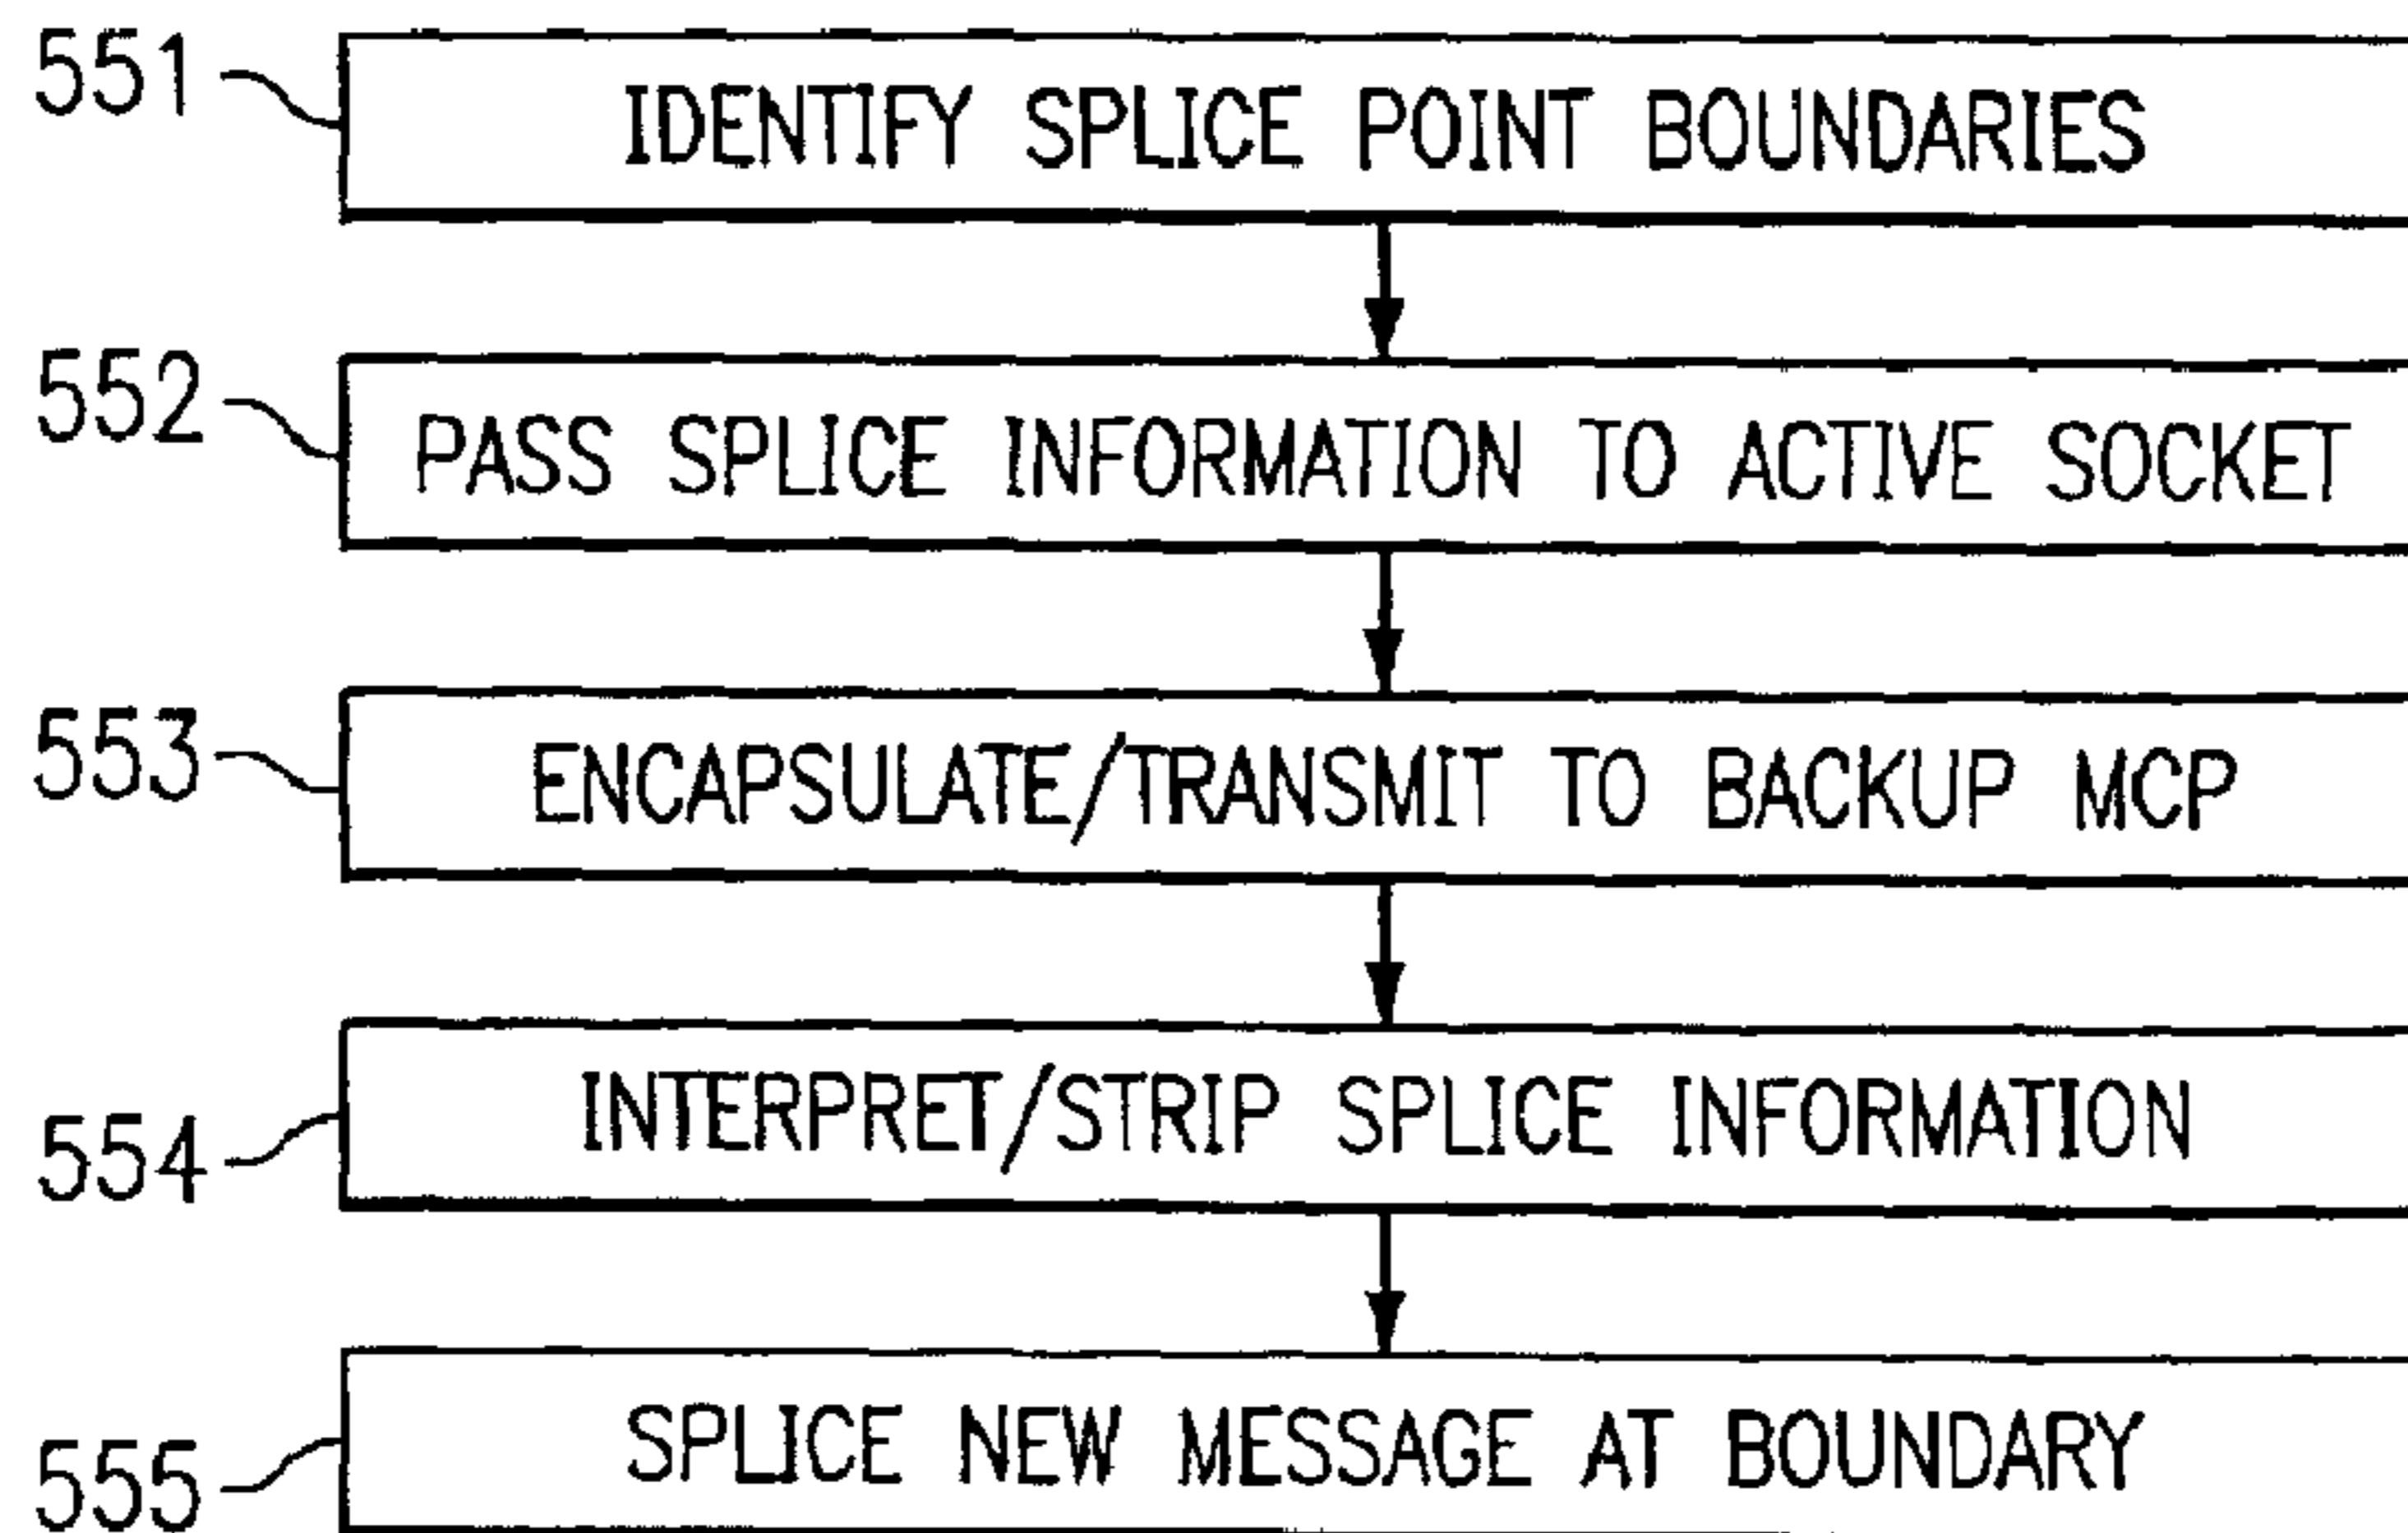 551 IDENTIFY SPLICE POINT BOUNDARIES
552 PASS SPLICE INFORMATION TO ACTIVE SOCKET
553 ENCAPSULATE/TRANSMIT TO BACKUP MCP
554 INTERPRET/STRIP SPLICE INFORMATION
555 SPLICE NEW MESSAGE AT BOUNDARY